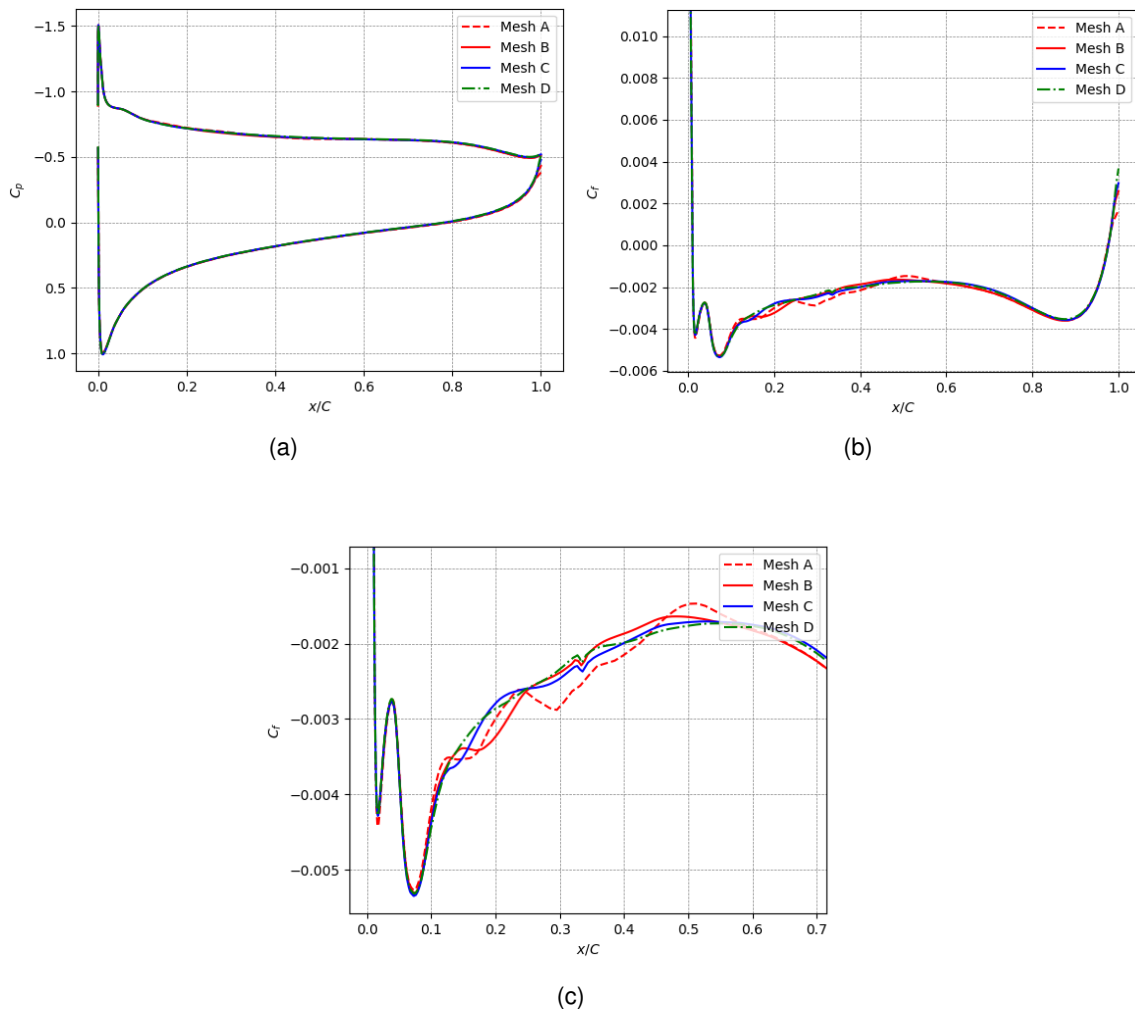 −1.5
−1.0
−0.5
0.0
0.5
1.0
Cp
0.0
0.2
0.4
0.6
0.8
1.0
x/C
Mesh A
Mesh B
Mesh C
Mesh D
(a)
0.010
0.008
0.006
0.004
0.002
0.000
−0.002
−0.004
−0.006
Cf
0.0
0.2
0.4
0.6
0.8
1.0
x/C
Mesh A
Mesh B
Mesh C
Mesh D
(b)
−0.001
−0.002
−0.003
−0.004
−0.005
Cf
0.0
0.1
0.2
0.3
0.4
0.5
0.6
0.7
x/C
Mesh A
Mesh B
Mesh C
Mesh D
(c)